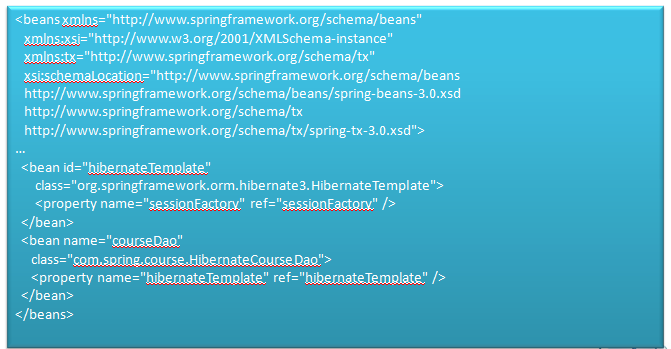 <beans xmlns="http://www.springframework.org/schema/beans"
xmlns:xsi="http://www.w3.org/2001/XMLSchema-instance"
xmlns:tx="http://www.springframework.org/schema/tx"
xsi:schemaLocation="http://www.springframework.org/schema/beans
http://www.springframework.org/schema/beans/spring-beans-3.0.xsd
http://www.springframework.org/schema/tx
http://www.springframework.org/schema/tx/spring-tx-3.0.xsd">
...
<bean id="hibernateTemplate"
class="org.springframework.orm.hibernate3.HibernateTemplate">
<property name="sessionFactory" ref="sessionFactory" />
</bean>
<bean name="courseDao"
class="com.spring.course.HibernateCourseDao">
<property name="hibernateTemplate" ref="hibernateTemplate" />
</bean>
</beans>